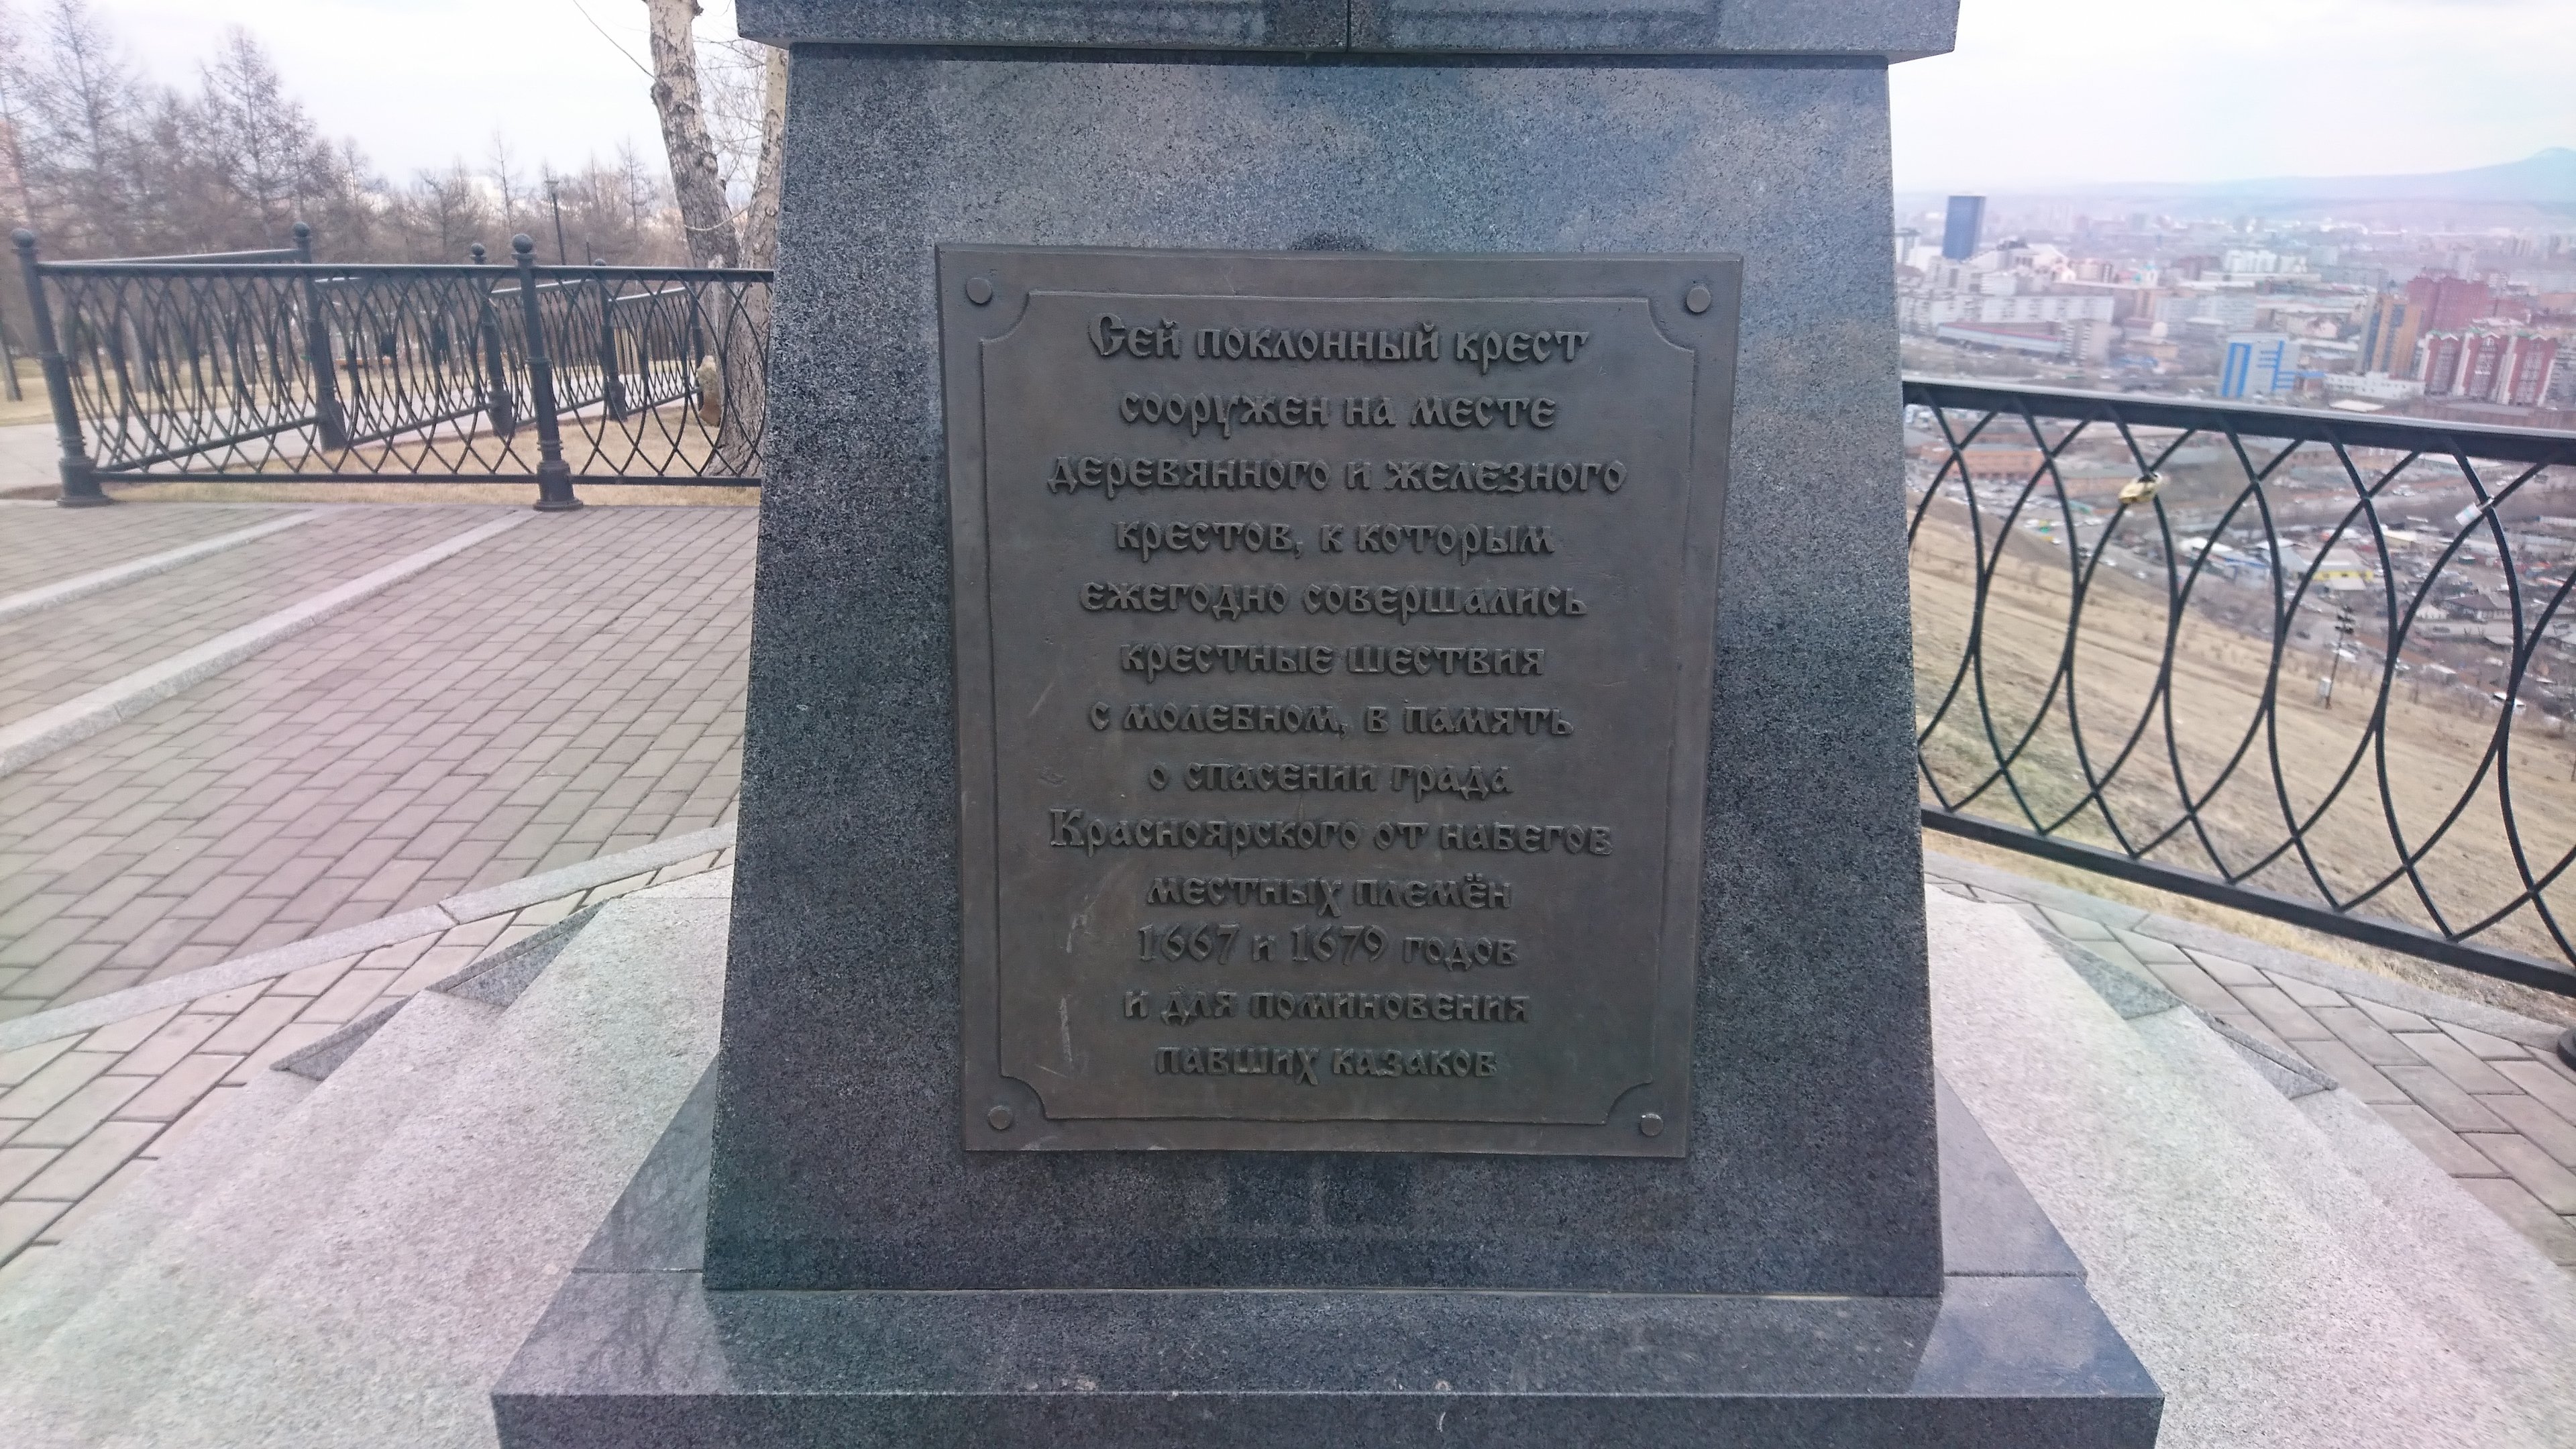 Сей поклонный крест
сооружен на месте
деревянного и железного
крестов, к которым
ежегодно совершались
крестные шествия
с молебном, в память
о спасении града
Красноярского от набегов
местных племён
1667 и 1679 годов
и для поминовения
павших казаков